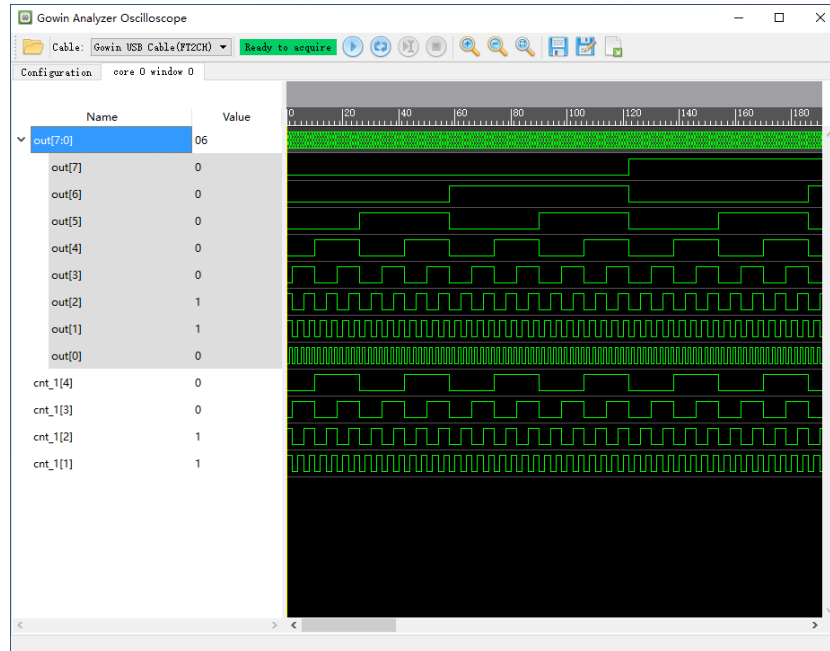 Gowin Analyzer Oscilloscope
Cable: Gowin USB Cable(FT2CH) Ready to acquire
Configuration core 0 window 0
Name Value
0 20 40 60 80 100 120 140 160 180
out[7:0] 06
out[7] 0
out[6] 0
out[5] 0
out[4] 0
out[3] 0
out[2] 1
out[1] 1
out[0] 0
cnt_1[4] 0
cnt_1[3] 0
cnt_1[2] 1
cnt_1[1] 1